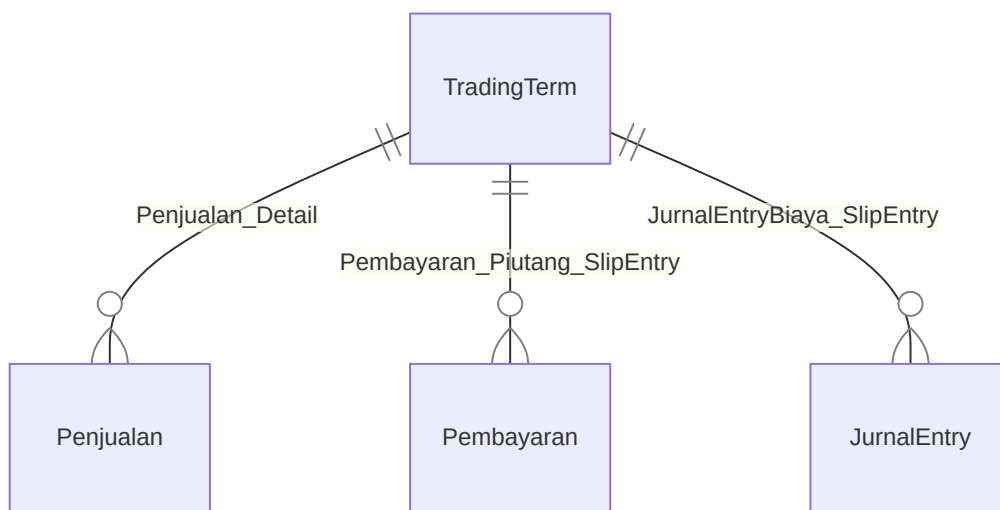 TradingTerm
Penjualan_Detail
JurnalEntryBiaya_SlipEntry
Pembayaran_Piutang_SlipEntry
Penjualan
Pembayaran
JurnalEntry